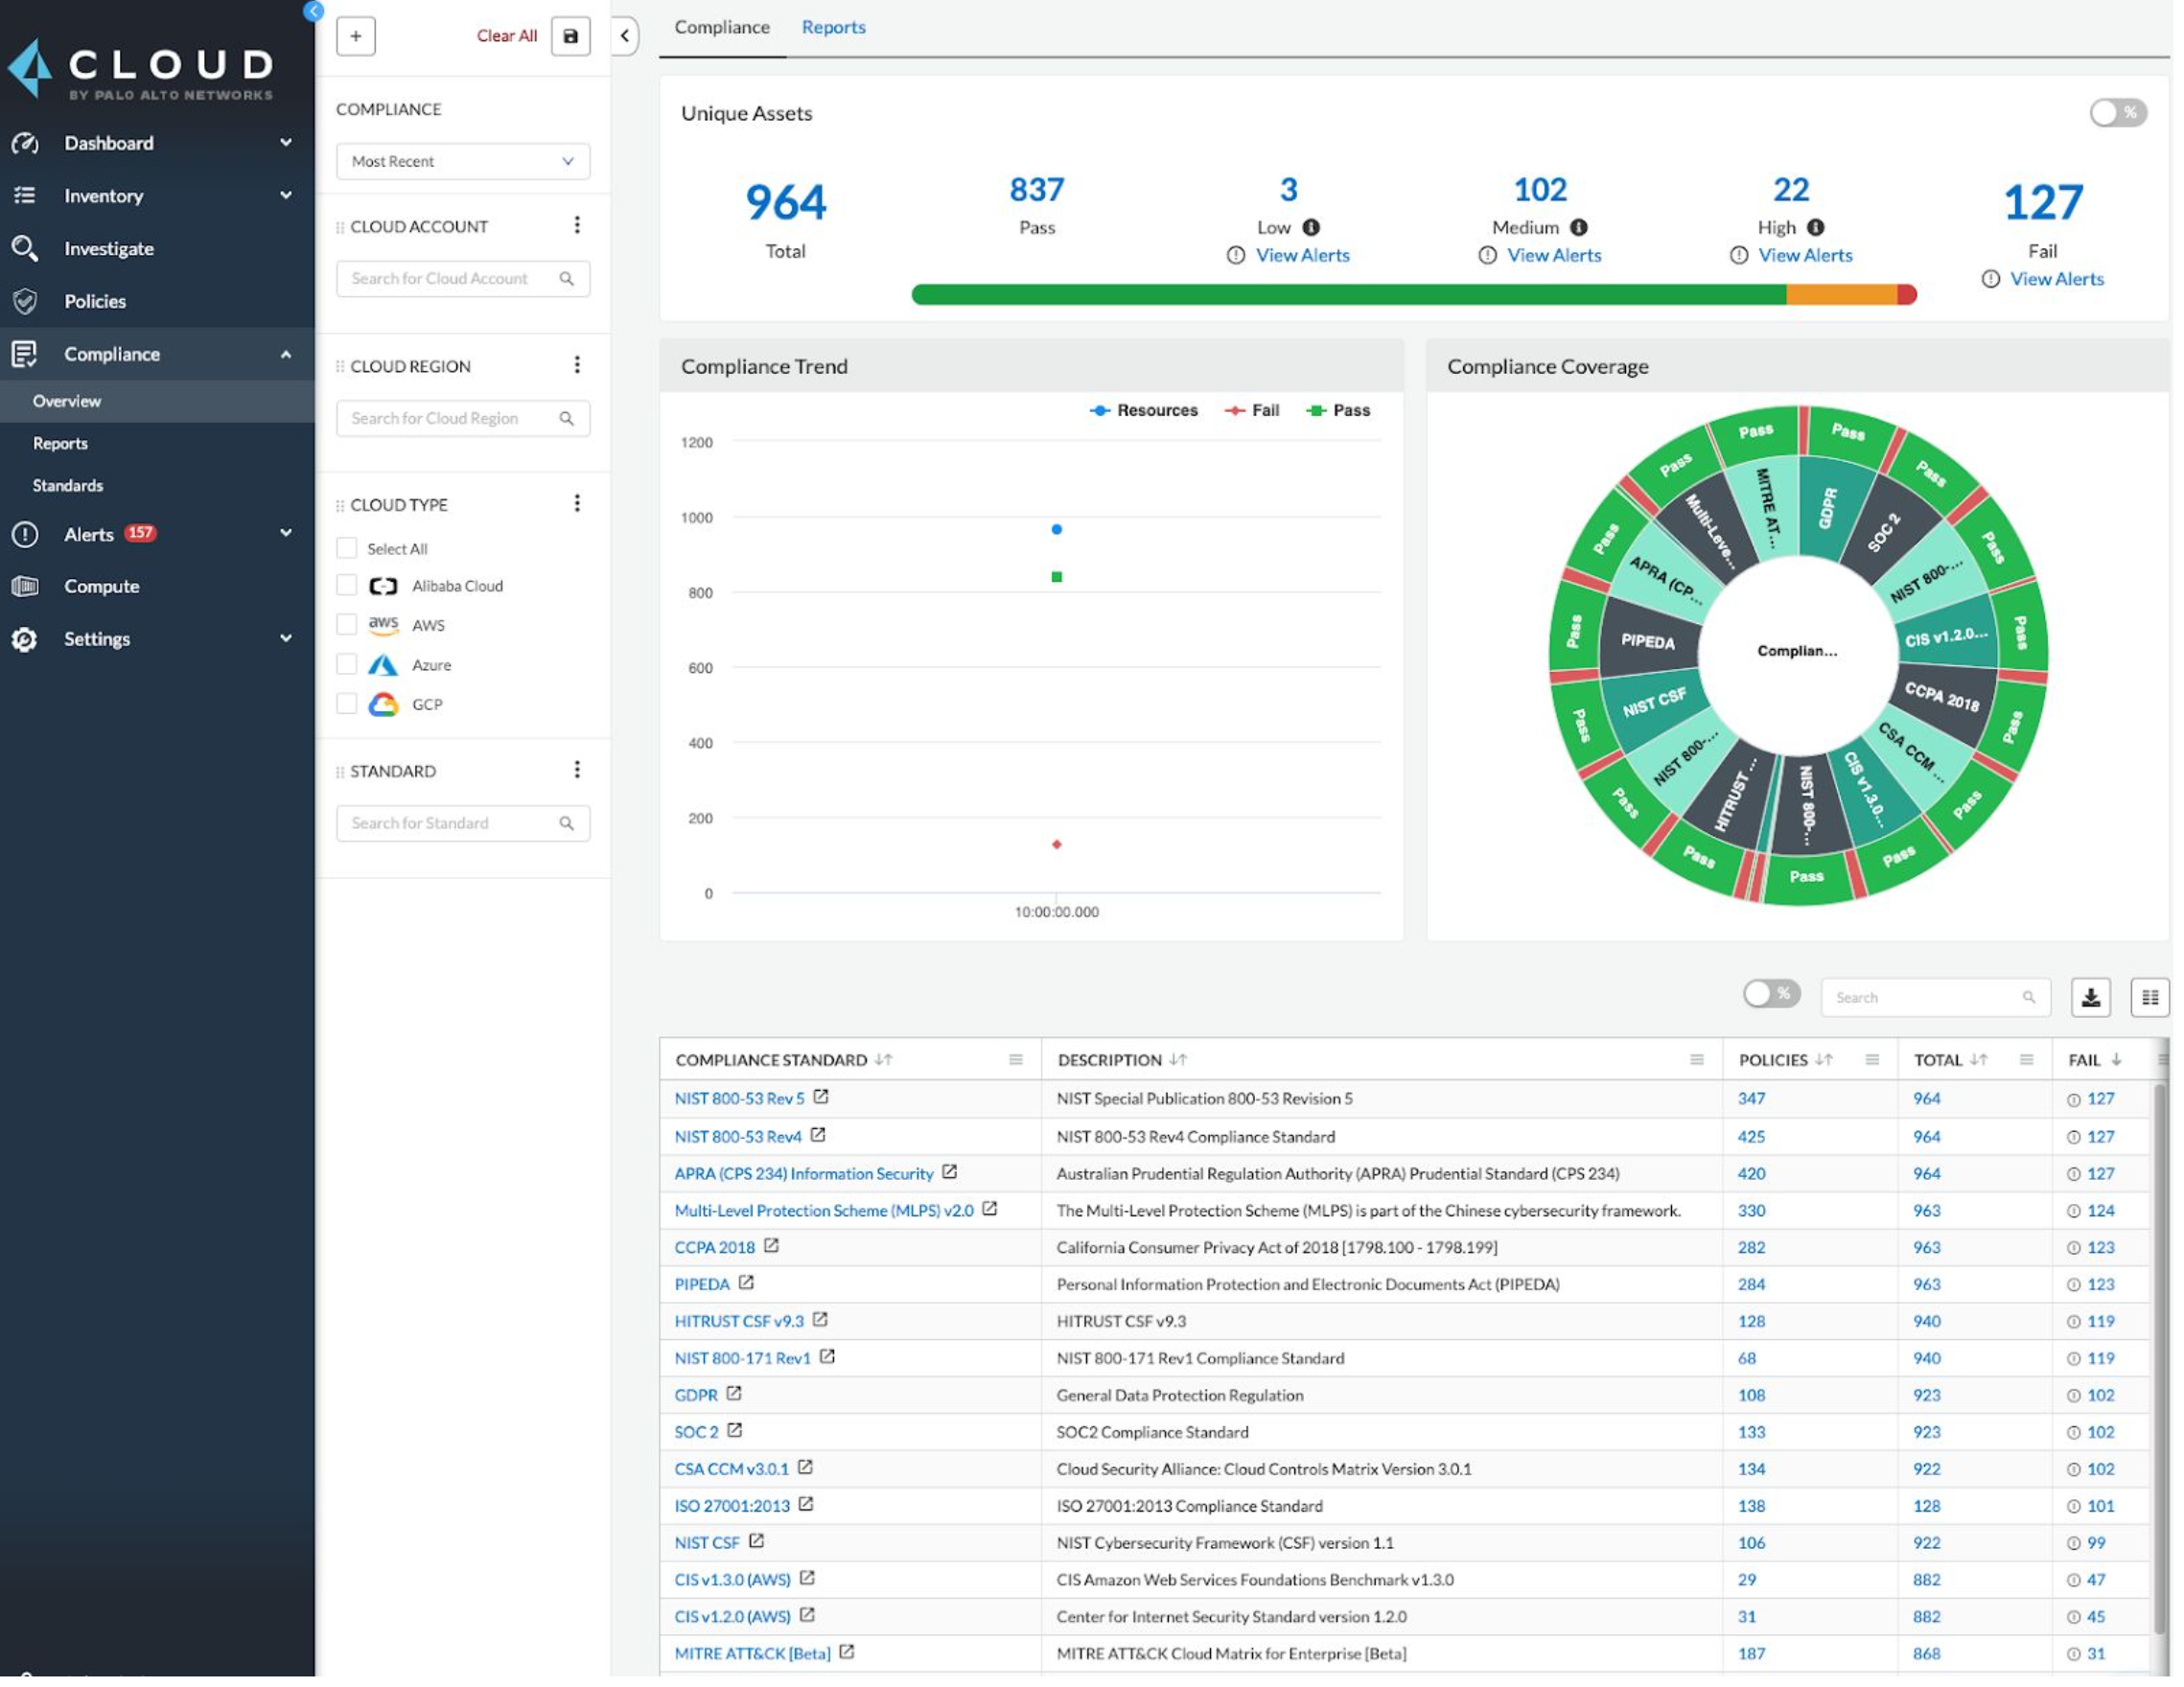 CLOUD
BY PALO ALTO NETWORKS
Dashboard
Inventory
Investigate
Policies
Compliance
Overview
Reports
Standards
Alerts 157
Compute
Settings
+ Clear All
COMPLIANCE
Most Recent
CLOUD ACCOUNT
Search for Cloud Account
CLOUD REGION
Search for Cloud Region
CLOUD TYPE
Select All
Alibaba Cloud
aws AWS
Azure
GCP
STANDARD
Search for Standard
Compliance Reports
Unique Assets %
964 Total
837 Pass
3 Low View Alerts
102 Medium View Alerts
22 High View Alerts
127 Fail View Alerts
Compliance Trend
Resources Fail Pass
1200
1000
800
600
400
200
0
10:00:00.000
Compliance Coverage
Complian...
GDPR Pass
SOC 2 Pass
NIST 800-... Pass
CIS v1.2.0... Pass
CCPA 2018 Pass
CSA CCM ... Pass
CIS v1.3.0... Pass
NIST 800-... Pass
HITRUST ... Pass
NIST 800-... Pass
NIST CSF Pass
PIPEDA Pass
APRA (CP... Pass
Multi-Leve... Pass
MITRE AT... Pass
% Search
COMPLIANCE STANDARD DESCRIPTION POLICIES TOTAL FAIL
NIST 800-53 Rev 5 NIST Special Publication 800-53 Revision 5 347 964 127
NIST 800-53 Rev4 NIST 800-53 Rev4 Compliance Standard 425 964 127
APRA (CPS 234) Information Security Australian Prudential Regulation Authority (APRA) Prudential Standard (CPS 234) 420 964 127
Multi-Level Protection Scheme (MLPS) v2.0 The Multi-Level Protection Scheme (MLPS) is part of the Chinese cybersecurity framework. 330 963 124
CCPA 2018 California Consumer Privacy Act of 2018 [1798.100 - 1798.199] 282 963 123
PIPEDA Personal Information Protection and Electronic Documents Act (PIPEDA) 284 963 123
HITRUST CSF v9.3 HITRUST CSF v9.3 128 940 119
NIST 800-171 Rev1 NIST 800-171 Rev1 Compliance Standard 68 940 119
GDPR General Data Protection Regulation 108 923 102
SOC 2 SOC2 Compliance Standard 133 923 102
CSA CCM v3.0.1 Cloud Security Alliance: Cloud Controls Matrix Version 3.0.1 134 922 102
ISO 27001:2013 ISO 27001:2013 Compliance Standard 138 128 101
NIST CSF NIST Cybersecurity Framework (CSF) version 1.1 106 922 99
CIS v1.3.0 (AWS) CIS Amazon Web Services Foundations Benchmark v1.3.0 29 882 47
CIS v1.2.0 (AWS) Center for Internet Security Standard version 1.2.0 31 882 45
MITRE ATT&CK [Beta] MITRE ATT&CK Cloud Matrix for Enterprise [Beta] 187 868 31